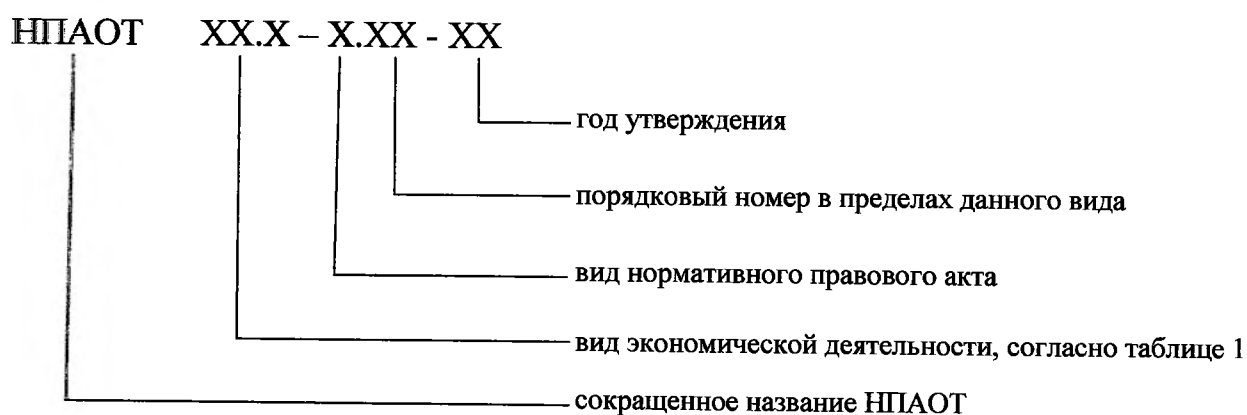 НПАОТ XX.X – X.XX - XX
год утверждения
порядковый номер в пределах данного вида
вид нормативного правового акта
вид экономической деятельности, согласно таблице 1
сокращенное название НПАОТ